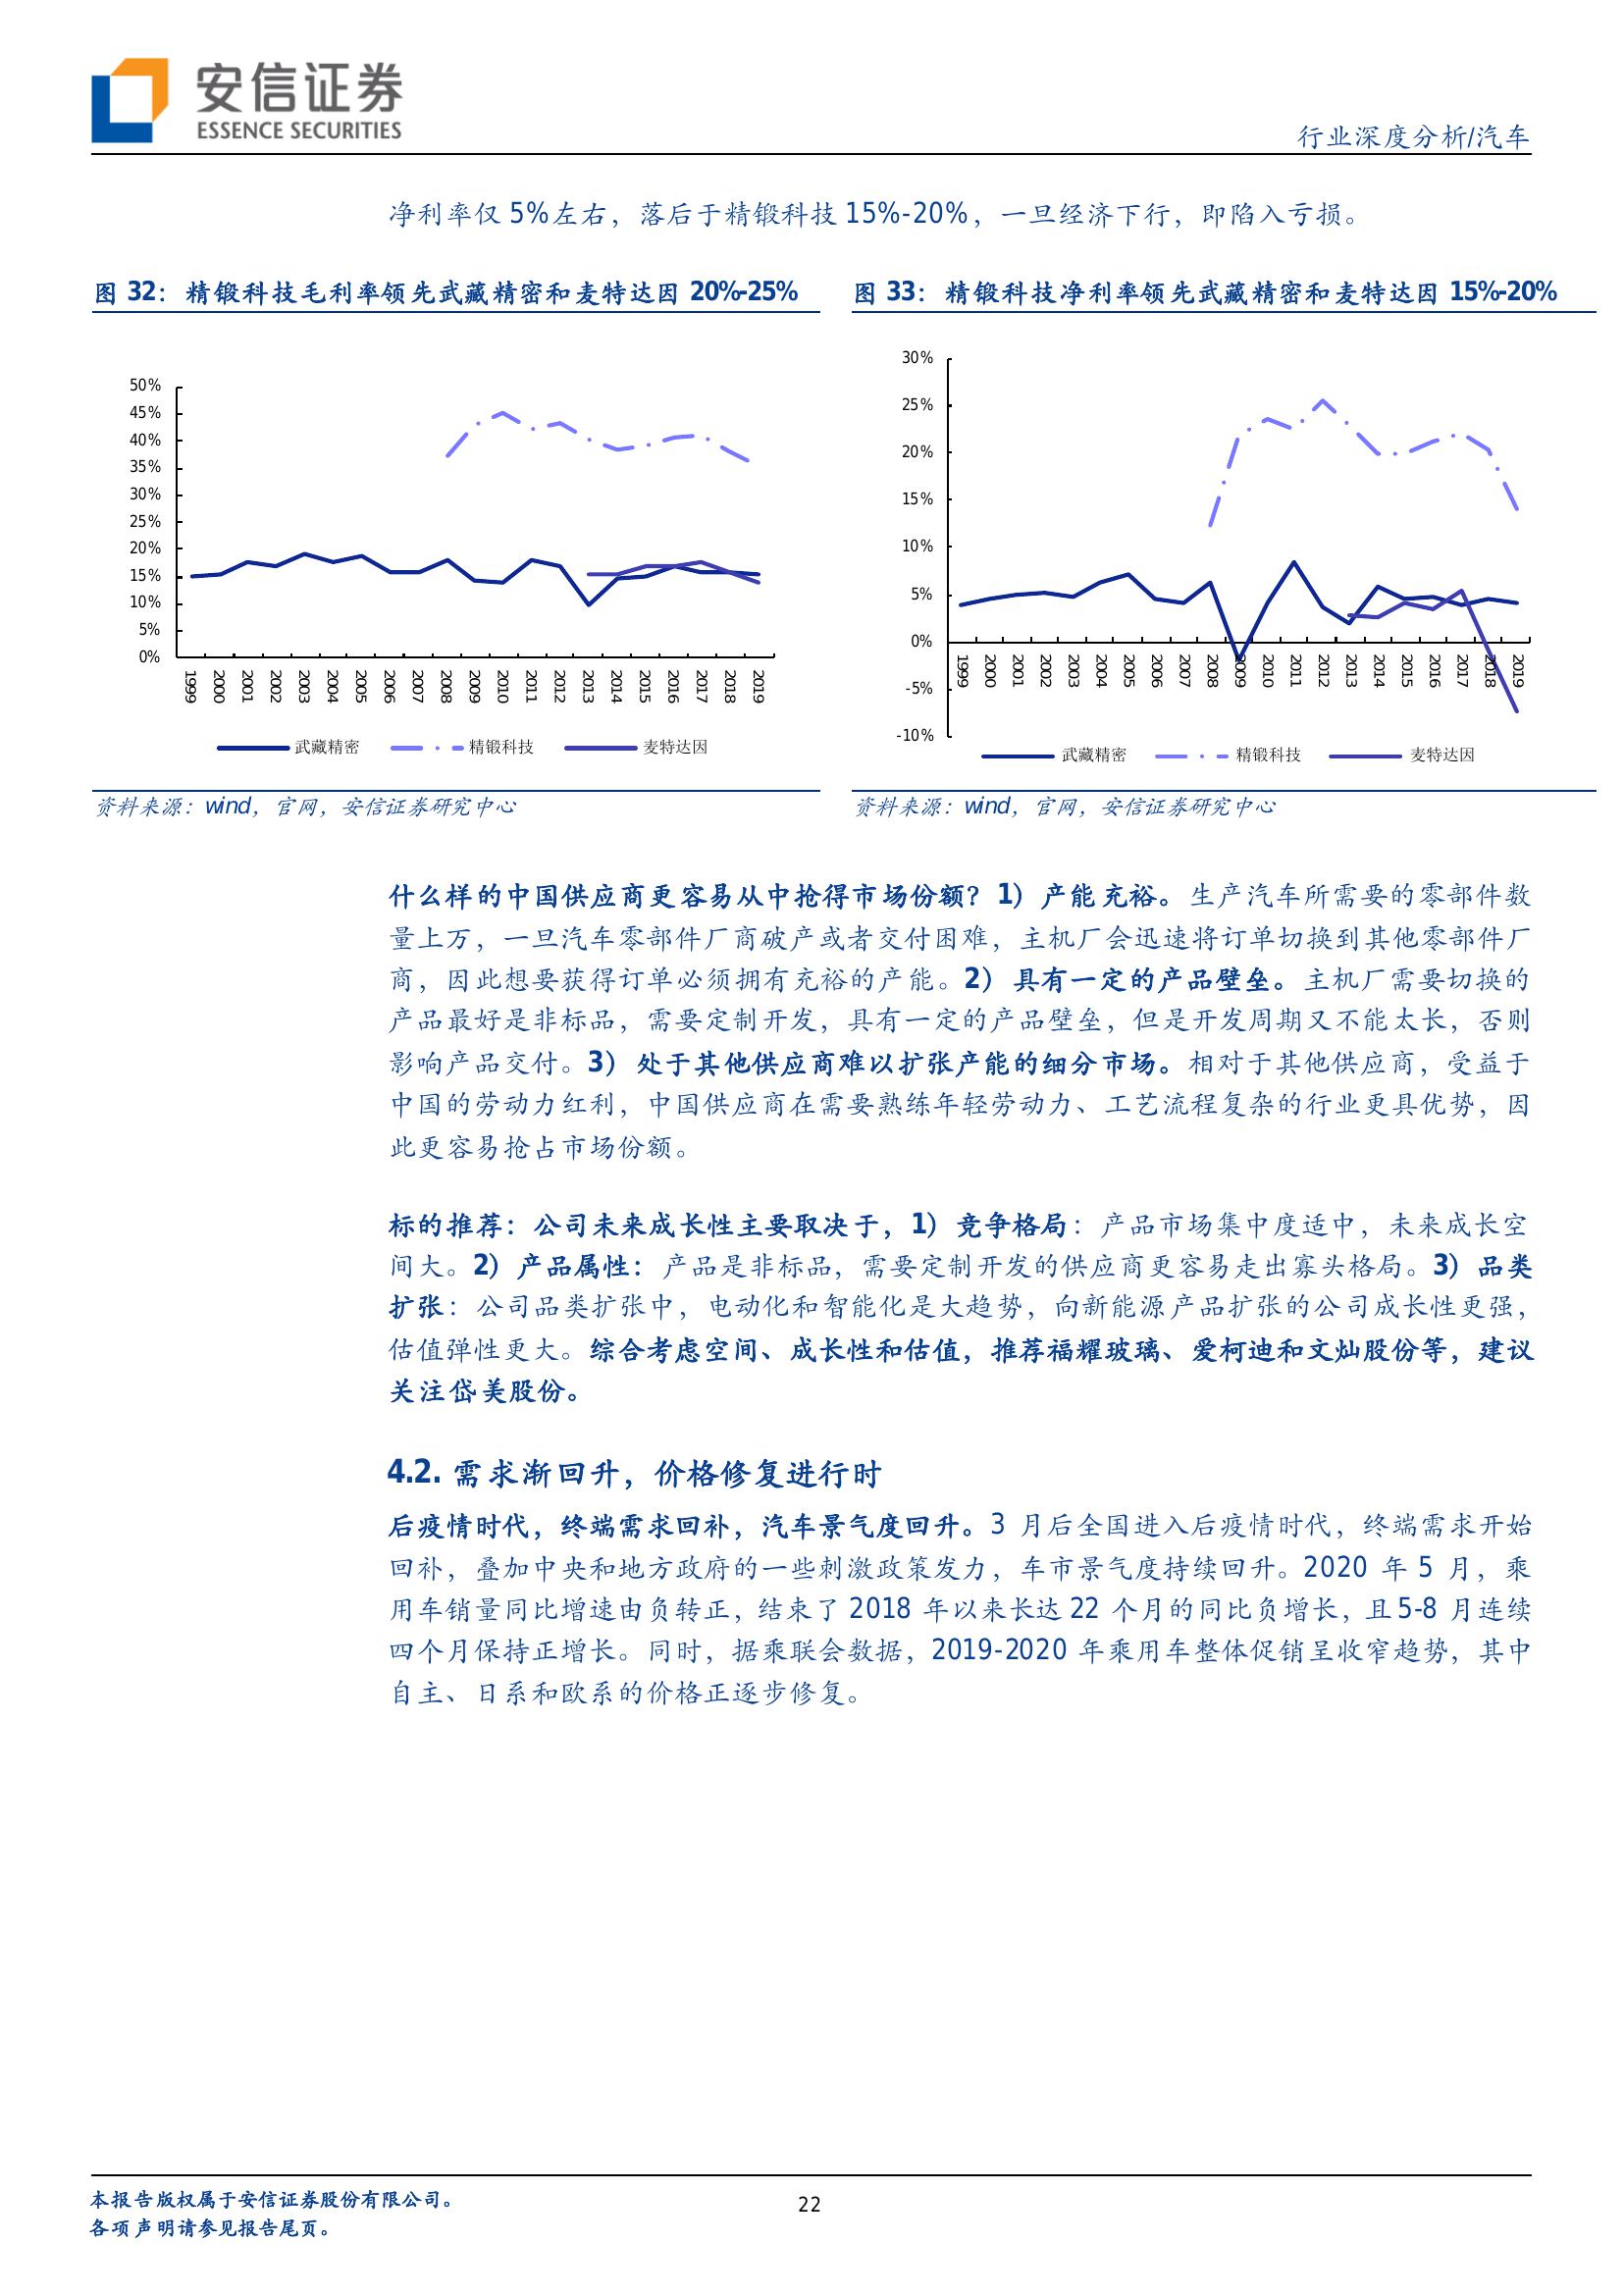 安信证券
ESSENCE SECURITIES
行业深度分析/汽车
净利率仅 5%左右，落后于精锻科技 15%-20%，一旦经济下行，即陷入亏损。
图 32：精锻科技毛利率领先武藏精密和麦特达因 20%-25%
50%
45%
40%
35%
30%
25%
20%
15%
10%
5%
0%
1999 2000 2001 2002 2003 2004 2005 2006 2007 2008 2009 2010 2011 2012 2013 2014 2015 2016 2017 2018 2019
武藏精密 精锻科技 麦特达因
资料来源：wind，官网，安信证券研究中心
图 33：精锻科技净利率领先武藏精密和麦特达因 15%-20%
30%
25%
20%
15%
10%
5%
0%
-5%
-10%
1999 2000 2001 2002 2003 2004 2005 2006 2007 2008 2009 2010 2011 2012 2013 2014 2015 2016 2017 2018 2019
武藏精密 精锻科技 麦特达因
资料来源：wind，官网，安信证券研究中心
什么样的中国供应商更容易从中抢得市场份额？1）产能充裕。生产汽车所需要的零部件数
量上万，一旦汽车零部件厂商破产或者交付困难，主机厂会迅速将订单切换到其他零部件厂
商，因此想要获得订单必须拥有充裕的产能。2）具有一定的产品壁垒。主机厂需要切换的
产品最好是非标品，需要定制开发，具有一定的产品壁垒，但是开发周期又不能太长，否则
影响产品交付。3）处于其他供应商难以扩张产能的细分市场。相对于其他供应商，受益于
中国的劳动力红利，中国供应商在需要熟练年轻劳动力、工艺流程复杂的行业更具优势，因
此更容易抢占市场份额。
标的推荐：公司未来成长性主要取决于，1）竞争格局：产品市场集中度适中，未来成长空
间大。2）产品属性：产品是非标品，需要定制开发的供应商更容易走出寡头格局。3）品类
扩张：公司品类扩张中，电动化和智能化是大趋势，向新能源产品扩张的公司成长性更强，
估值弹性更大。综合考虑空间、成长性和估值，推荐福耀玻璃、爱柯迪和文灿股份等，建议
关注岱美股份。
4.2. 需求渐回升，价格修复进行时
后疫情时代，终端需求回补，汽车景气度回升。3 月后全国进入后疫情时代，终端需求开始
回补，叠加中央和地方政府的一些刺激政策发力，车市景气度持续回升。2020 年 5 月，乘
用车销量同比增速由负转正，结束了 2018 年以来长达 22 个月的同比负增长，且 5-8 月连续
四个月保持正增长。同时，据乘联会数据，2019-2020 年乘用车整体促销呈收窄趋势，其中
自主、日系和欧系的价格正逐步修复。
本报告版权属于安信证券股份有限公司。
各项声明请参见报告尾页。
22